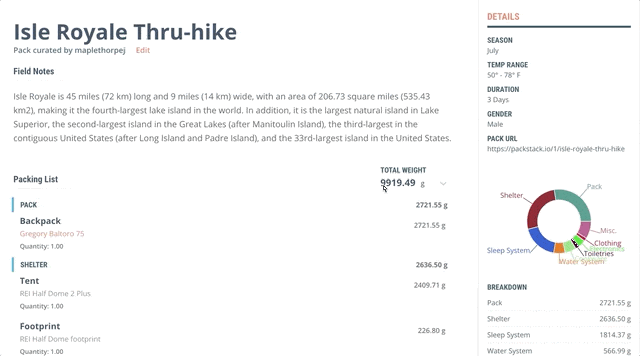 Isle Royale Thru-hike
Pack curated by maplethorpej Edit
Field Notes
Isle Royale is 45 miles (72 km) long and 9 miles (14 km) wide, with an area of 206.73 square miles (535.43
km2), making it the fourth-largest lake island in the world. In addition, it is the largest natural island in Lake
Superior, the second-largest island in the Great Lakes (after Manitoulin Island), the third-largest in the
contiguous United States (after Long Island and Padre Island), and the 33rd-largest island in the United States.
Packing List
TOTAL WEIGHT
9919.49 g
PACK 2721.55 g
Backpack
2721.55 g
Gregory Baltoro 75
Quantity: 1.00
SHELTER 2636.50 g
Tent
2409.71 g
REI Half Dome 2 Plus
Quantity: 1.00
Footprint
226.80 g
REI Half Dome footprint
Quantity: 1.00
DETAILS
SEASON
July
TEMP RANGE
50° - 78° F
DURATION
3 Days
GENDER
Male
PACK URL
https://packstack.io/1/isle-royale-thru-hike
Pack
Shelter
Misc.
Clothing
Electronics
Toiletries
Sleep System
Water System
BREAKDOWN
Pack 2721.55 g
Shelter 2636.50 g
Sleep System 1814.37 g
Water System 566.99 g